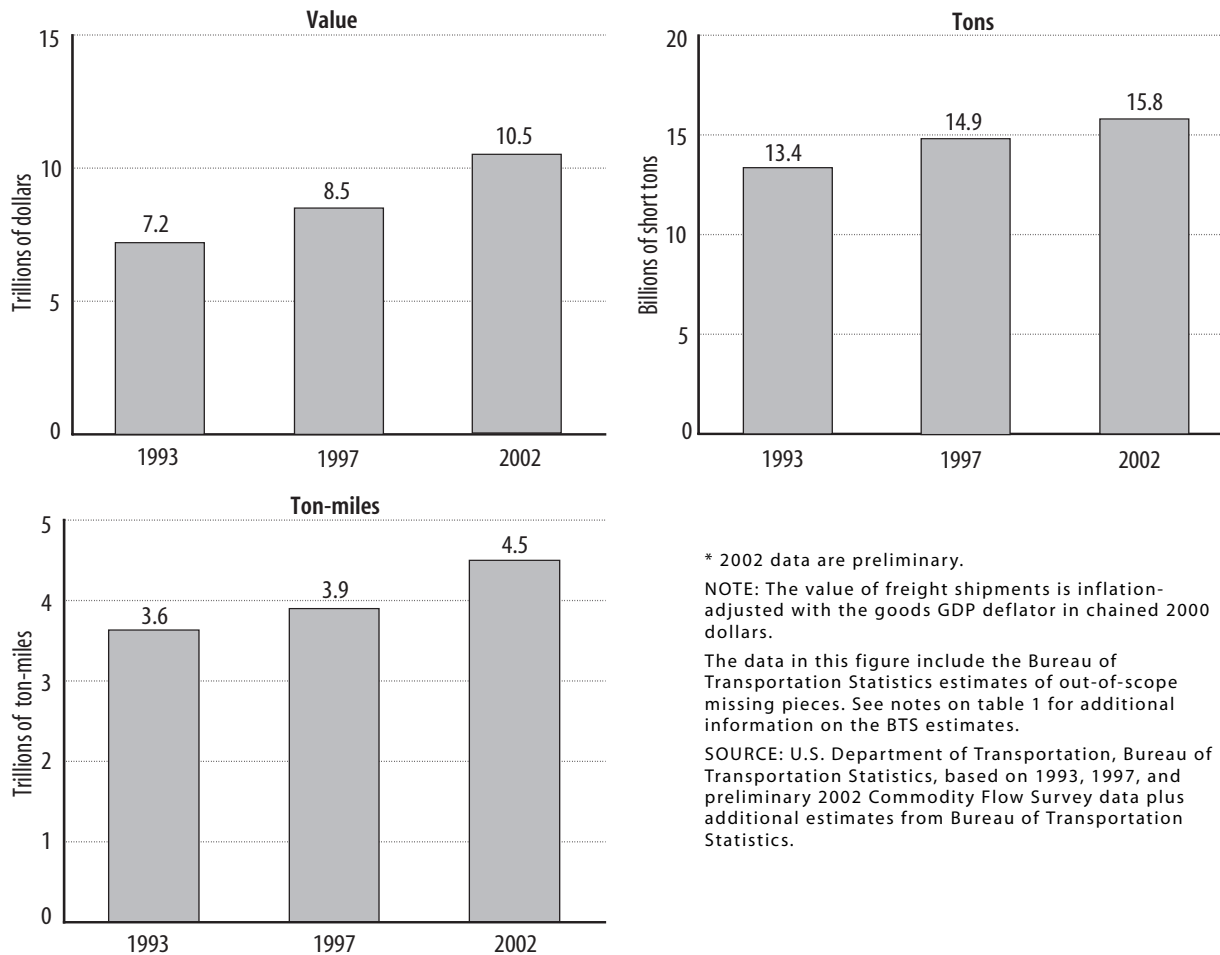 Value
15
10
5
0
Trillions of dollars
7.2
8.5
10.5
1993
1997
2002
Tons
20
15
10
5
0
Billions of short tons
13.4
14.9
15.8
1993
1997
2002
Ton-miles
5
4
3
2
1
0
Trillions of ton-miles
3.6
3.9
4.5
1993
1997
2002
* 2002 data are preliminary.
NOTE: The value of freight shipments is inflation-
adjusted with the goods GDP deflator in chained 2000
dollars.
The data in this figure include the Bureau of
Transportation Statistics estimates of out-of-scope
missing pieces. See notes on table 1 for additional
information on the BTS estimates.
SOURCE: U.S. Department of Transportation, Bureau of
Transportation Statistics, based on 1993, 1997, and
preliminary 2002 Commodity Flow Survey data plus
additional estimates from Bureau of Transportation
Statistics.